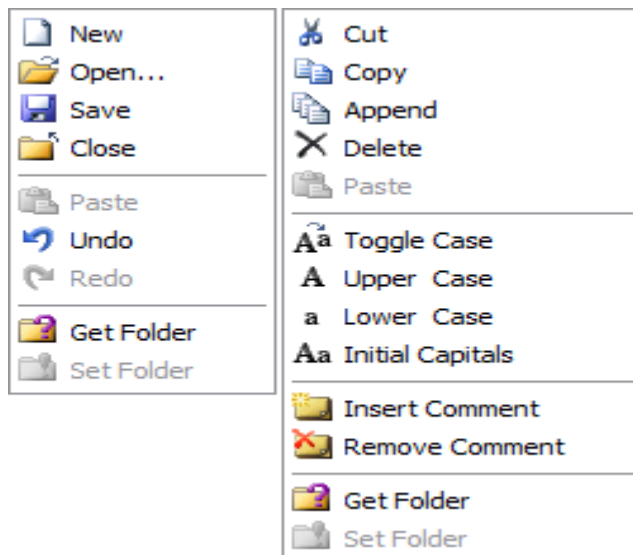 New
Open...
Save
Close
Paste
Undo
Redo
Get Folder
Set Folder
Cut
Copy
Append
Delete
Paste
Toggle Case
Upper  Case
Lower  Case
Initial Capitals
Insert Comment
Remove Comment
Get Folder
Set Folder